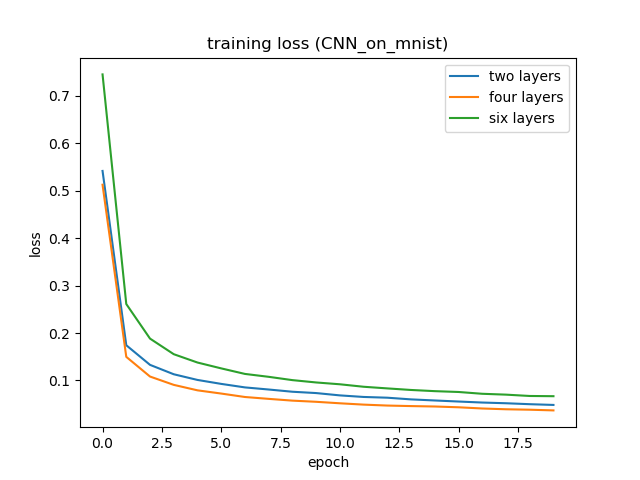 training loss (CNN_on_mnist)
two layers
four layers
six layers
0.7
0.6
0.5
0.4
0.3
0.2
0.1
loss
0.0 2.5 5.0 7.5 10.0 12.5 15.0 17.5
epoch